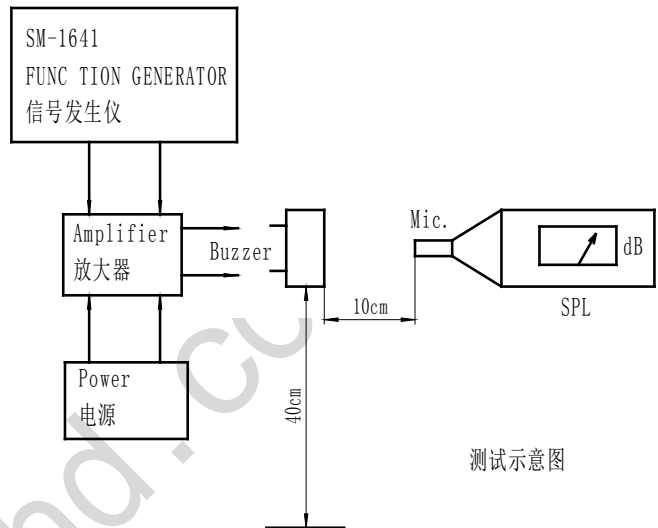 SM-1641
FUNC TION GENERATOR
信号发生仪
Amplifier
放大器
Buzzer
Mic.
dB
SPL
10cm
40cm
Power
电源
测试示意图